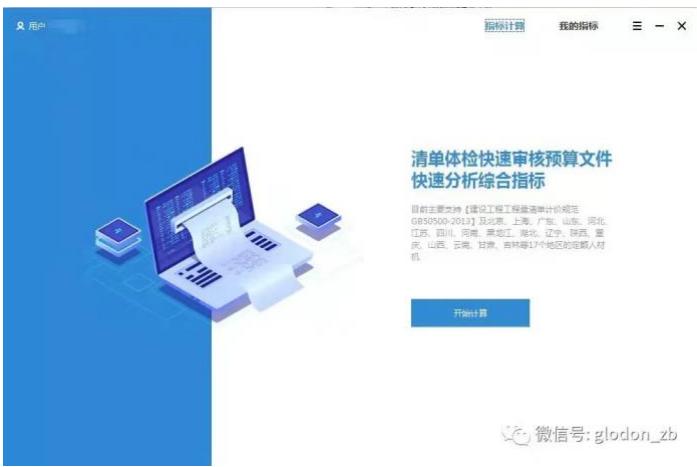 用户
指标计算
我的指标
清单体检快速审核预算文件
快速分析综合指标
目前主要支持【建设工程工程量清单计价规范
GB50500-2013】及北京、上海、广东、山东、河北、
江苏、四川、河南、黑龙江、湖北、辽宁、陕西、重
庆、山西、云南、甘肃、吉林等17个地区的定额人材
机
开始计算
微信号: glodon_zb